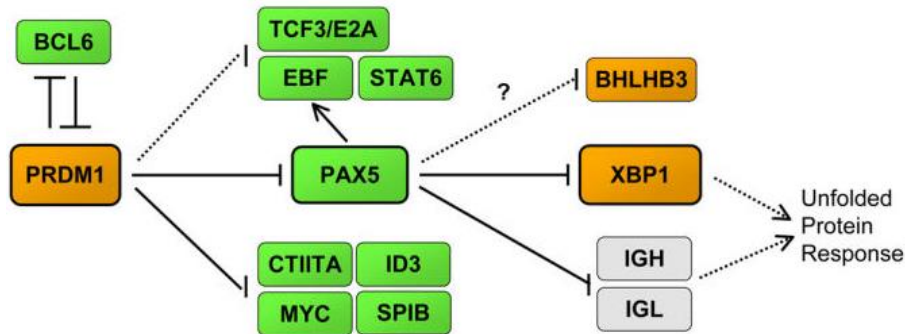 BCL6
TCF3/E2A
EBF
STAT6
?
BHLHB3
PRDM1
PAX5
XBP1
Unfolded
Protein
Response
CTIITA
ID3
MYC
SPIB
IGH
IGL